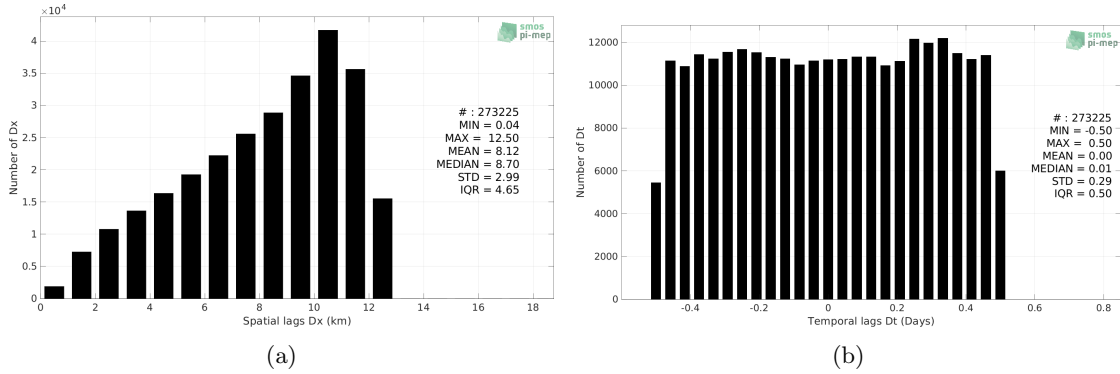 ×10⁴
smos
pi-mep
4
3.5
3
2.5
2
1.5
1
0.5
0
Number of Dx
# : 273225
MIN = 0.04
MAX = 12.50
MEAN = 8.12
MEDIAN = 8.70
STD = 2.99
IQR = 4.65
0 2 4 6 8 10 12 14 16 18
Spatial lags Dx (km)
(a)
smos
pi-mep
12000
10000
8000
6000
4000
2000
0
Number of Dt
# : 273225
MIN = -0.50
MAX = 0.50
MEAN = 0.00
MEDIAN = 0.01
STD = 0.29
IQR = 0.50
-0.4 -0.2 0 0.2 0.4 0.6 0.8
Temporal lags Dt (Days)
(b)